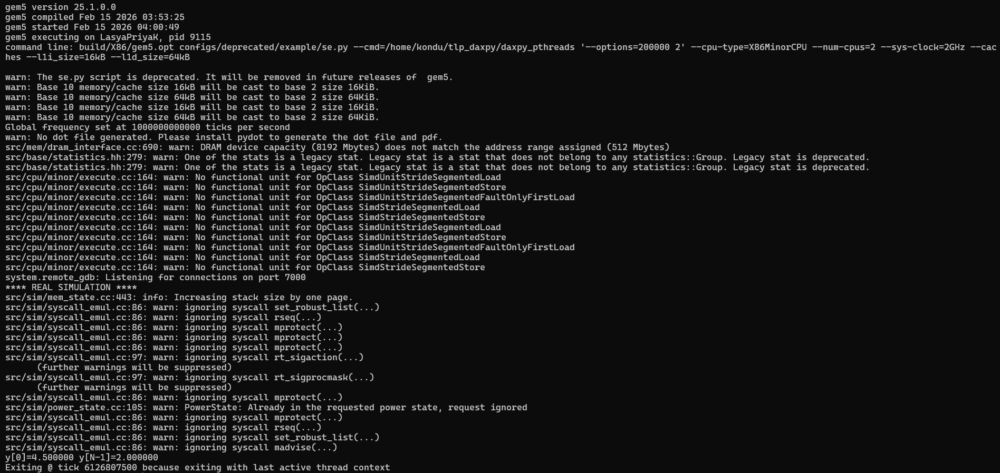 gem5 version 25.1.0.0
gem5 compiled Feb 15 2026 03:53:25
gem5 started Feb 15 2026 04:00:49
gem5 executing on LasyaPriyaK, pid 9115
command line: build/X86/gem5.opt configs/deprecated/example/se.py --cmd=/home/kondu/tlp_daxpy/daxpy_pthreads '--options=200000 2' --cpu-type=X86MinorCPU --num-cpus=2 --sys-clock=2GHz --cac
hes --l1i_size=16kB --l1d_size=64kB

warn: The se.py script is deprecated. It will be removed in future releases of  gem5.
warn: Base 10 memory/cache size 16kB will be cast to base 2 size 16KiB.
warn: Base 10 memory/cache size 64kB will be cast to base 2 size 64KiB.
warn: Base 10 memory/cache size 16kB will be cast to base 2 size 16KiB.
warn: Base 10 memory/cache size 64kB will be cast to base 2 size 64KiB.
Global frequency set at 1000000000000 ticks per second
warn: No dot file generated. Please install pydot to generate the dot file and pdf.
src/mem/dram_interface.cc:690: warn: DRAM device capacity (8192 Mbytes) does not match the address range assigned (512 Mbytes)
src/base/statistics.hh:279: warn: One of the stats is a legacy stat. Legacy stat is a stat that does not belong to any statistics::Group. Legacy stat is deprecated.
src/base/statistics.hh:279: warn: One of the stats is a legacy stat. Legacy stat is a stat that does not belong to any statistics::Group. Legacy stat is deprecated.
src/cpu/minor/execute.cc:164: warn: No functional unit for OpClass SimdUnitStrideSegmentedLoad
src/cpu/minor/execute.cc:164: warn: No functional unit for OpClass SimdUnitStrideSegmentedStore
src/cpu/minor/execute.cc:164: warn: No functional unit for OpClass SimdUnitStrideSegmentedFaultOnlyFirstLoad
src/cpu/minor/execute.cc:164: warn: No functional unit for OpClass SimdStrideSegmentedLoad
src/cpu/minor/execute.cc:164: warn: No functional unit for OpClass SimdStrideSegmentedStore
src/cpu/minor/execute.cc:164: warn: No functional unit for OpClass SimdUnitStrideSegmentedLoad
src/cpu/minor/execute.cc:164: warn: No functional unit for OpClass SimdUnitStrideSegmentedStore
src/cpu/minor/execute.cc:164: warn: No functional unit for OpClass SimdUnitStrideSegmentedFaultOnlyFirstLoad
src/cpu/minor/execute.cc:164: warn: No functional unit for OpClass SimdStrideSegmentedLoad
src/cpu/minor/execute.cc:164: warn: No functional unit for OpClass SimdStrideSegmentedStore
system.remote_gdb: Listening for connections on port 7000
**** REAL SIMULATION ****
src/sim/mem_state.cc:443: info: Increasing stack size by one page.
src/sim/syscall_emul.cc:86: warn: ignoring syscall set_robust_list(...)
src/sim/syscall_emul.cc:86: warn: ignoring syscall rseq(...)
src/sim/syscall_emul.cc:86: warn: ignoring syscall mprotect(...)
src/sim/syscall_emul.cc:86: warn: ignoring syscall mprotect(...)
src/sim/syscall_emul.cc:86: warn: ignoring syscall mprotect(...)
src/sim/syscall_emul.cc:97: warn: ignoring syscall rt_sigaction(...)
      (further warnings will be suppressed)
src/sim/syscall_emul.cc:97: warn: ignoring syscall rt_sigprocmask(...)
      (further warnings will be suppressed)
src/sim/syscall_emul.cc:86: warn: ignoring syscall mprotect(...)
src/sim/power_state.cc:105: warn: PowerState: Already in the requested power state, request ignored
src/sim/syscall_emul.cc:86: warn: ignoring syscall mprotect(...)
src/sim/syscall_emul.cc:86: warn: ignoring syscall rseq(...)
src/sim/syscall_emul.cc:86: warn: ignoring syscall set_robust_list(...)
src/sim/syscall_emul.cc:86: warn: ignoring syscall madvise(...)
y[0]=4.500000 y[N-1]=2.000000
Exiting @ tick 6126807500 because exiting with last active thread context